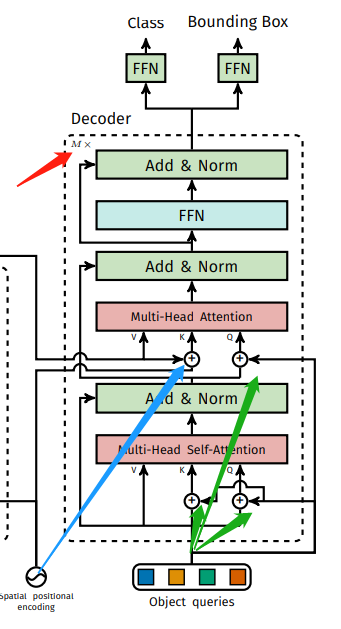 Class
Bounding Box
FFN
FFN
Decoder
M ×
Add & Norm
FFN
Add & Norm
Multi-Head Attention
V
K
Q
Add & Norm
Multi-Head Self-Attention
V
K
Q
Spatial positional
encoding
Object queries